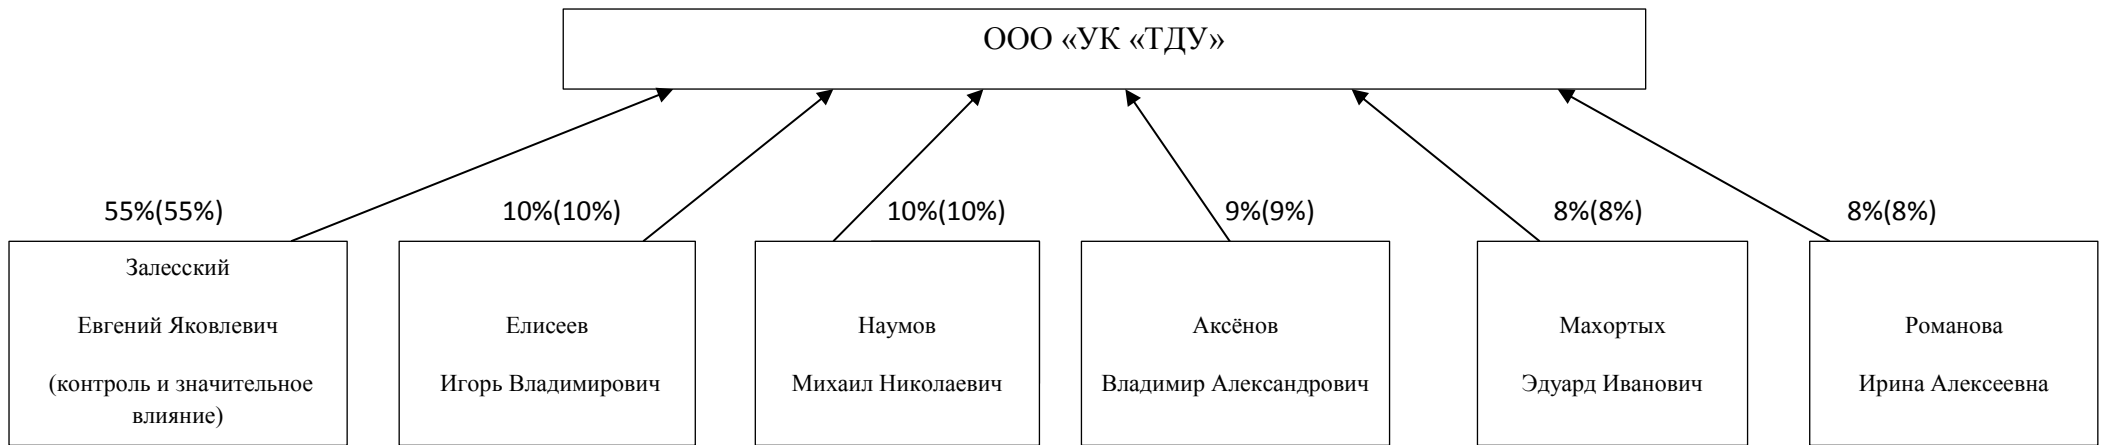 ООО «УК «ТДУ»
55%(55%)
10%(10%)
10%(10%)
9%(9%)
8%(8%)
8%(8%)
Залесский
Евгений Яковлевич
(контроль и значительное
влияние)
Елисеев
Игорь Владимирович
Наумов
Михаил Николаевич
Аксёнов
Владимир Александрович
Махортых
Эдуард Иванович
Романова
Ирина Алексеевна